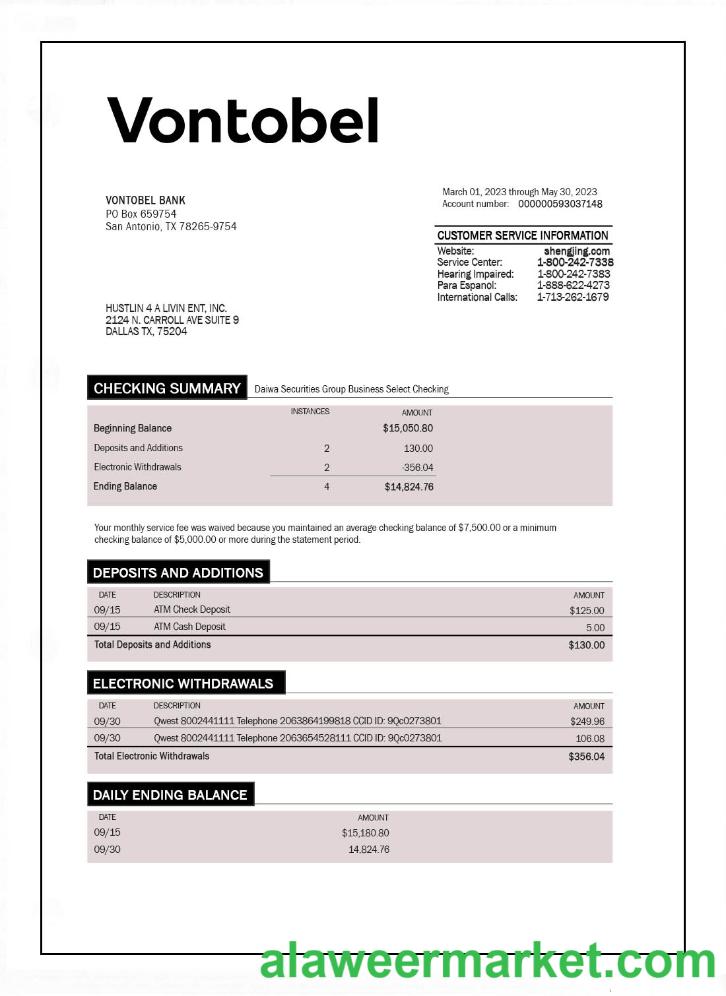 Vontobel
VONTOBEL BANK
PO Box 659754
San Antonio, TX 78265-9754
March 01, 2023 through May 30, 2023
Account number: 000000593037148
CUSTOMER SERVICE INFORMATION
Website: shengjing.com
Service Center: 1-800-242-7338
Hearing Impaired: 1-800-242-7383
Para Espanol: 1-888-622-4273
International Calls: 1-713-262-1679
HUSTLIN 4 A LIVIN ENT, INC.
2124 N. CARROLL AVE SUITE 9
DALLAS TX, 75204
CHECKING SUMMARY Daiwa Securities Group Business Select Checking
INSTANCES AMOUNT
Beginning Balance $15,050.80
Deposits and Additions 2 130.00
Electronic Withdrawals 2 -356.04
Ending Balance 4 $14,824.76
Your monthly service fee was waived because you maintained an average checking balance of $7,500.00 or a minimum
checking balance of $5,000.00 or more during the statement period.
DEPOSITS AND ADDITIONS
DATE DESCRIPTION AMOUNT
09/15 ATM Check Deposit $125.00
09/15 ATM Cash Deposit 5.00
Total Deposits and Additions $130.00
ELECTRONIC WITHDRAWALS
DATE DESCRIPTION AMOUNT
09/30 Qwest 8002441111 Telephone 2063864199818 CCID ID: 9Qc0273801 $249.96
09/30 Qwest 8002441111 Telephone 2063654528111 CCID ID: 9Qc0273801 106.08
Total Electronic Withdrawals $356.04
DAILY ENDING BALANCE
DATE AMOUNT
09/15 $15,180.80
09/30 14,824.76
alaweermarket.com